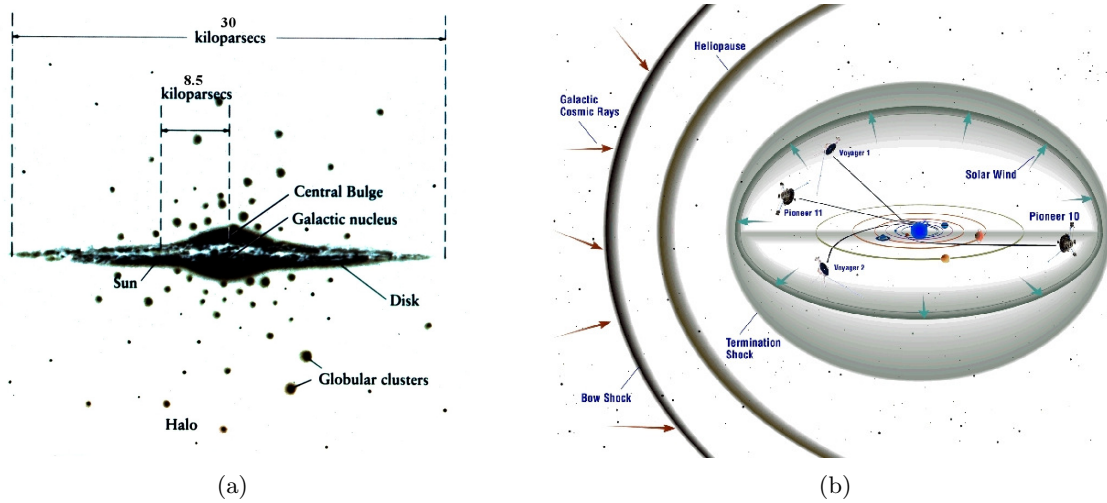 30
kiloparsecs
8.5
kiloparsecs
Central Bulge
Galactic nucleus
Sun
Disk
Globular clusters
Halo
(a)
Heliopause
Galactic
Cosmic Rays
Voyager 1
Solar Wind
Pioneer 11
Pioneer 10
Voyager 2
Termination
Shock
Bow Shock
(b)